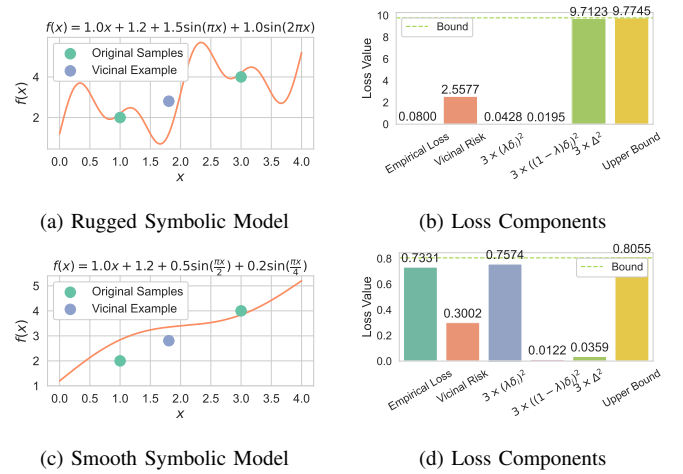 f(x) = 1.0x + 1.2 + 1.5sin(πx) + 1.0sin(2πx)
Original Samples
Vicinal Example
f(x)
4
2
0.0 0.5 1.0 1.5 2.0 2.5 3.0 3.5 4.0
x
(a) Rugged Symbolic Model
10
8
6
4
2
0
Loss Value
Bound
0.0800
2.5577
0.0428
0.0195
9.7123
9.7745
Empirical Loss
Vicinal Risk
3 × (λδᵢ)²
3 × ((1 − λ)δⱼ)²
3 × Δ²
Upper Bound
(b) Loss Components
f(x) = 1.0x + 1.2 + 0.5sin(πx/2) + 0.2sin(πx/4)
Original Samples
Vicinal Example
f(x)
5
4
3
2
1
0.0 0.5 1.0 1.5 2.0 2.5 3.0 3.5 4.0
x
(c) Smooth Symbolic Model
0.8
0.6
0.4
0.2
0.0
Loss Value
Bound
0.7331
0.3002
0.7574
0.0122
0.0359
0.8055
Empirical Loss
Vicinal Risk
3 × (λδᵢ)²
3 × ((1 − λ)δⱼ)²
3 × Δ²
Upper Bound
(d) Loss Components